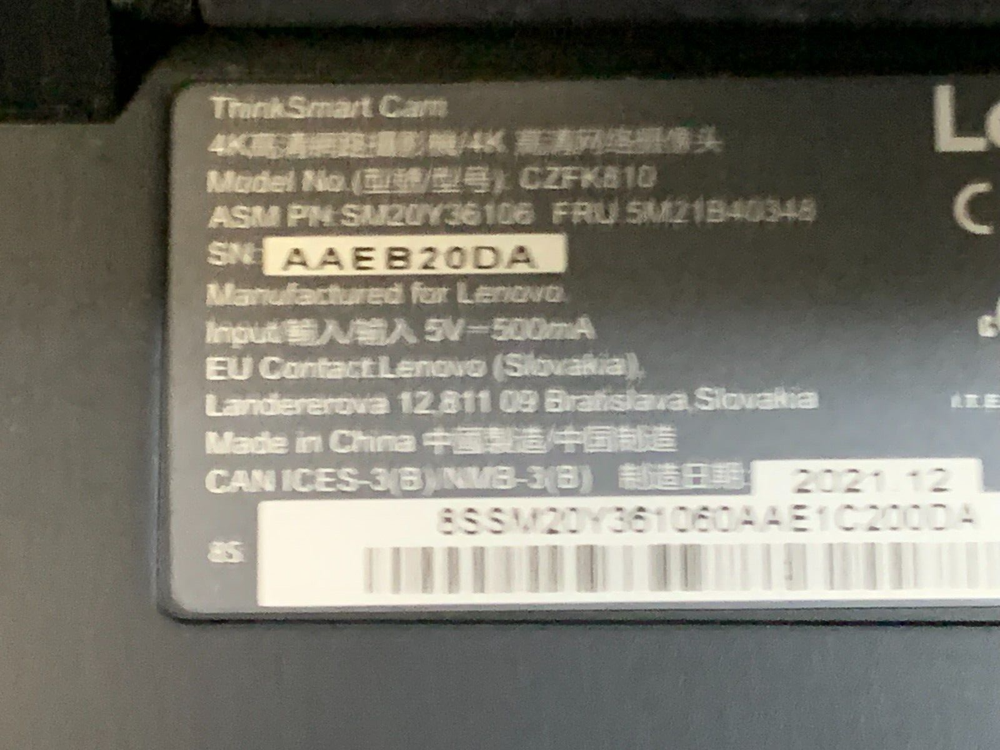 ThinkSmart Cam
4K高清網路攝影機/4K 高清网络摄像头
Model No.(型號/型号): CZFK810
ASM PN:SM20Y36106 FRU:5M21B40348
SN: AAEB20DA
Manufactured for Lenovo.
Input/輸入/输入 5V⎓500mA
EU Contact:Lenovo (Slovakia),
Landererova 12,811 09 Bratislava,Slovakia
Made in China 中國製造/中国制造
CAN ICES-3(B)/NMB-3(B) 制造日期: 2021.12
8SSM20Y361060AAE1C200DA
8S